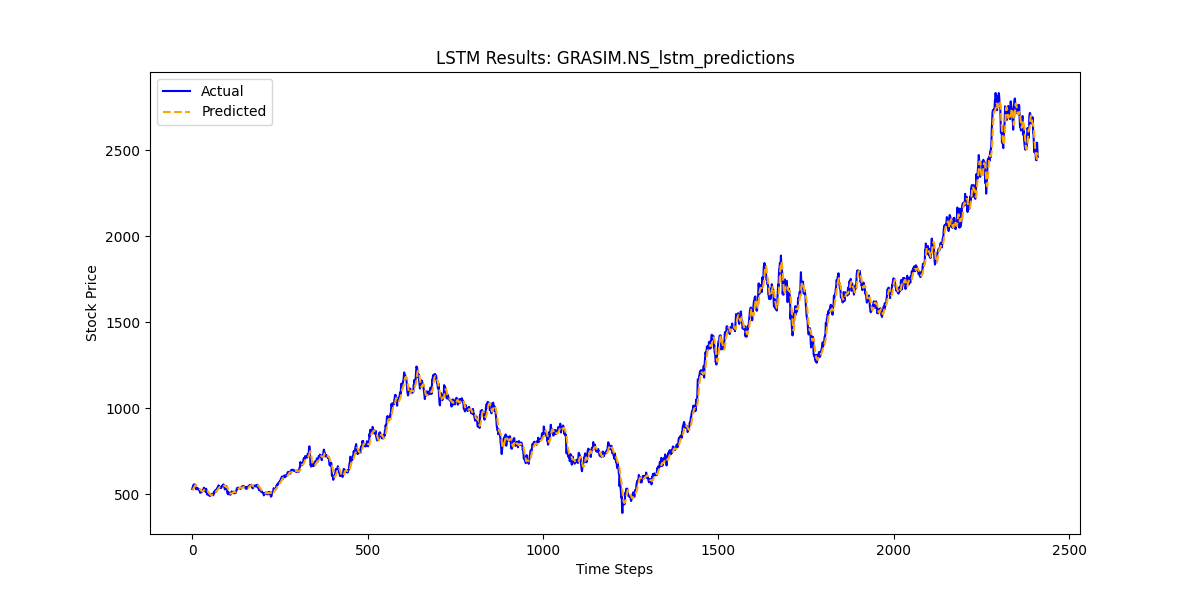 LSTM Results: GRASIM.NS_lstm_predictions
Actual
Predicted
Stock Price
2500
2000
1500
1000
500
0 500 1000 1500 2000 2500
Time Steps